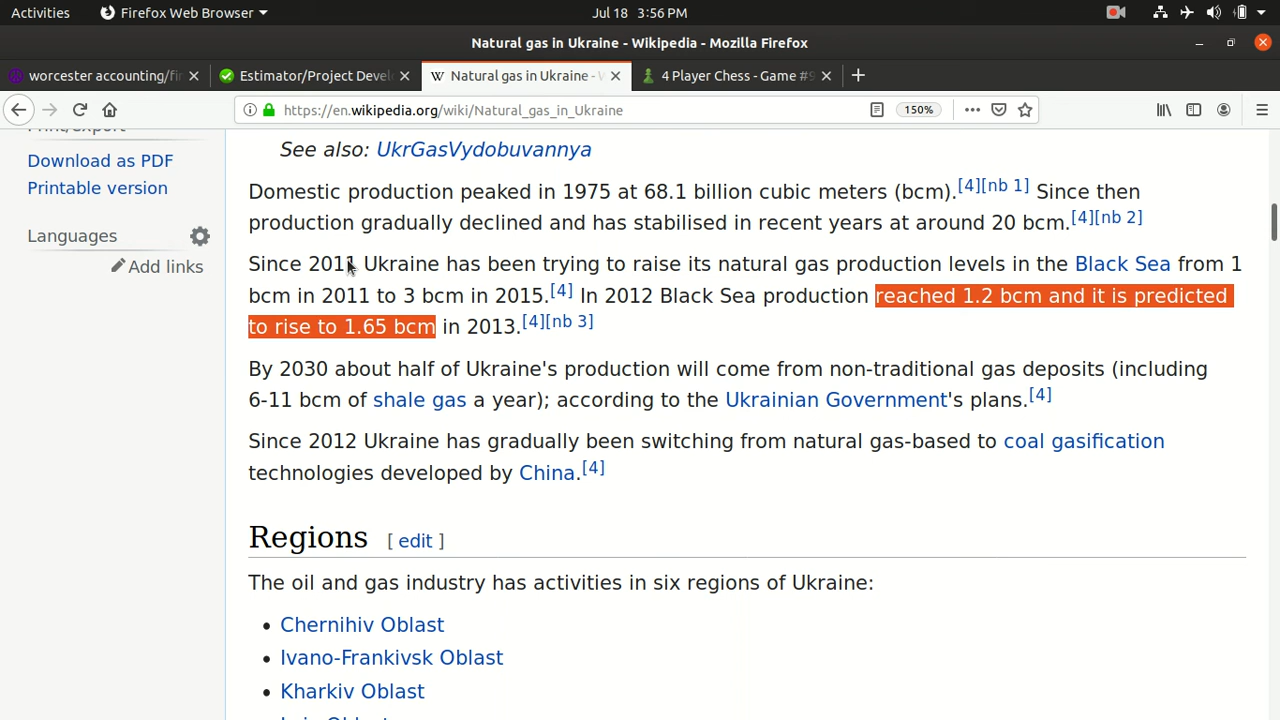 Activities Firefox Web Browser Jul 18 3:56 PM
Natural gas in Ukraine - Wikipedia - Mozilla Firefox
worcester accounting/fin Estimator/Project Devel Natural gas in Ukraine - W 4 Player Chess - Game #9
https://en.wikipedia.org/wiki/Natural_gas_in_Ukraine 150%
Print/export
Download as PDF
Printable version
Languages
Add links
See also: UkrGasVydobuvannya
Domestic production peaked in 1975 at 68.1 billion cubic meters (bcm).[4][nb 1] Since then
production gradually declined and has stabilised in recent years at around 20 bcm.[4][nb 2]
Since 2011 Ukraine has been trying to raise its natural gas production levels in the Black Sea from 1
bcm in 2011 to 3 bcm in 2015.[4] In 2012 Black Sea production reached 1.2 bcm and it is predicted
to rise to 1.65 bcm in 2013.[4][nb 3]
By 2030 about half of Ukraine's production will come from non-traditional gas deposits (including
6-11 bcm of shale gas a year); according to the Ukrainian Government's plans.[4]
Since 2012 Ukraine has gradually been switching from natural gas-based to coal gasification
technologies developed by China.[4]
Regions [ edit ]
The oil and gas industry has activities in six regions of Ukraine:
• Chernihiv Oblast
• Ivano-Frankivsk Oblast
• Kharkiv Oblast